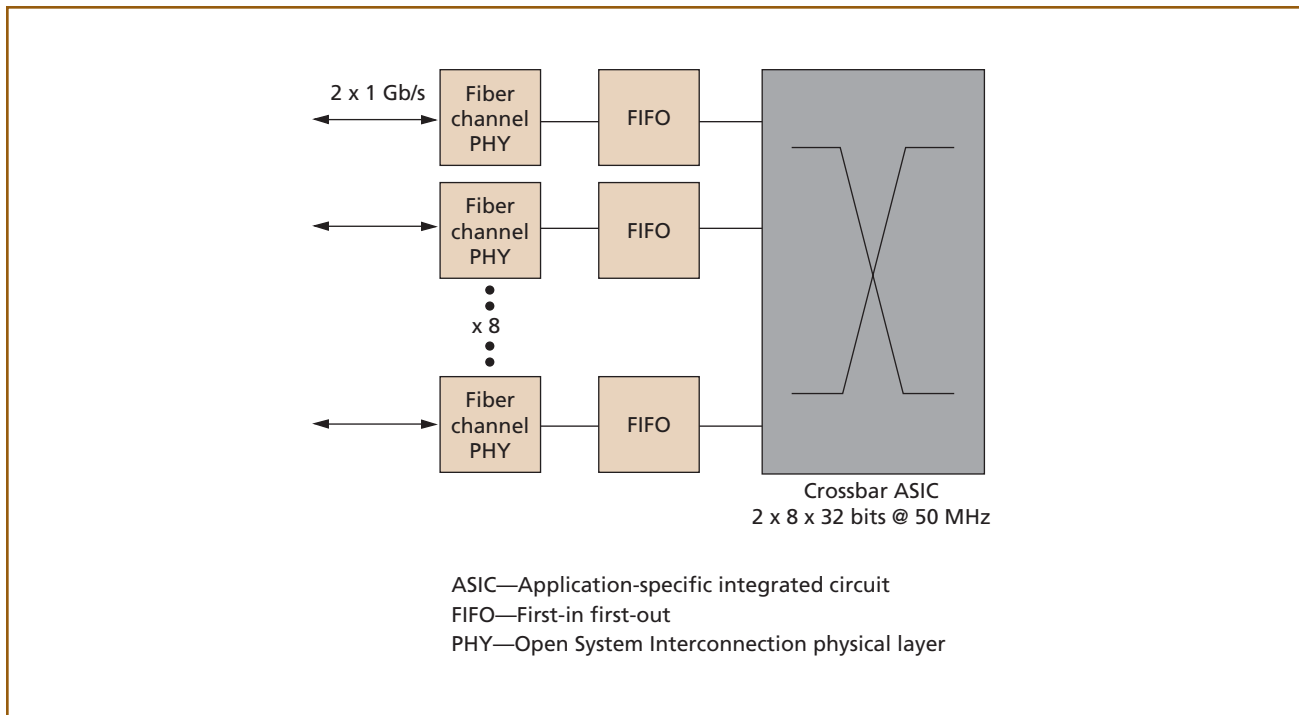 2 x 1 Gb/s
Fiber
channel
PHY
FIFO
Fiber
channel
PHY
FIFO
x 8
Fiber
channel
PHY
FIFO
Crossbar ASIC
2 x 8 x 32 bits @ 50 MHz
ASIC—Application-specific integrated circuit
FIFO—First-in first-out
PHY—Open System Interconnection physical layer